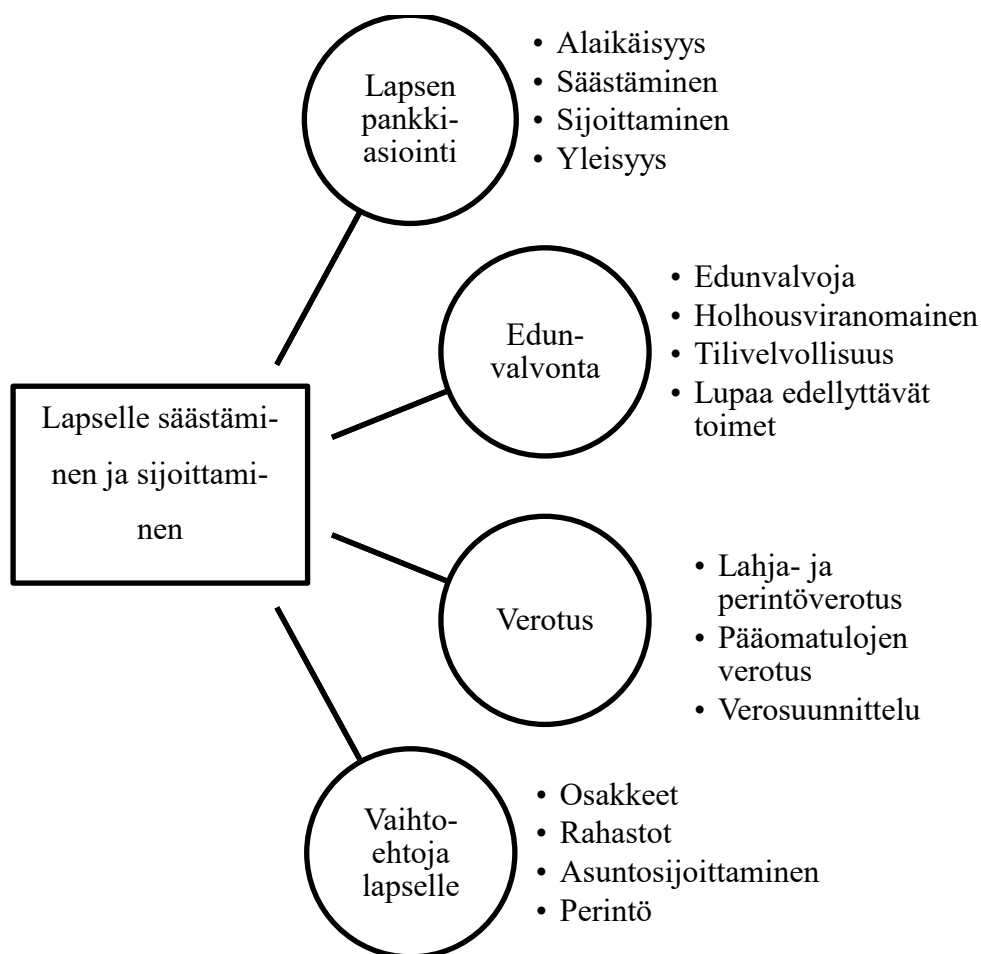 Lapsen
pankki-
asiointi
• Alaikäisyys
• Säästäminen
• Sijoittaminen
• Yleisyys
Edun-
valvonta
• Edunvalvoja
• Holhousviranomainen
• Tilivelvollisuus
• Lupaa edellyttävät
toimet
Lapselle säästämi-
nen ja sijoittami-
nen
Verotus
• Lahja- ja
perintöverotus
• Pääomatulojen
verotus
• Verosuunnittelu
Vaihto-
ehtoja
lapselle
• Osakkeet
• Rahastot
• Asuntosijoittaminen
• Perintö